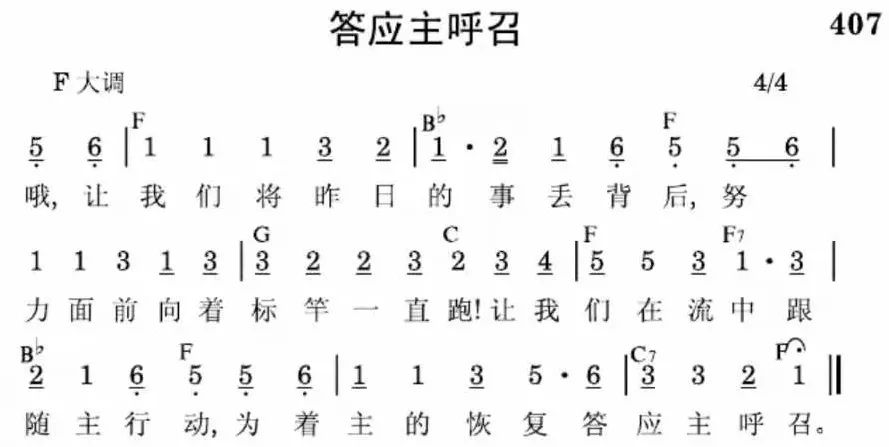 答应主呼召 407
F 大调 4/4
F B♭ F
5 6 | 1 1 1 3 2 | 1 · 2 1 6 5 5 6 |
哦, 让 我 们 将 昨 日 的 事 丢 背 后, 努
G C F F7
1 1 3 1 3 | 3 2 2 3 2 3 4 | 5 5 3 1 · 3 |
力 面 前 向 着 标 竿 一 直 跑! 让 我 们 在 流 中 跟
B♭ F C7 F
2 1 6 5 5 6 | 1 1 3 5 · 6 | 3 3 2 1 ‖
随 主 行 动, 为 着 主 的 恢 复 答 应 主 呼 召。